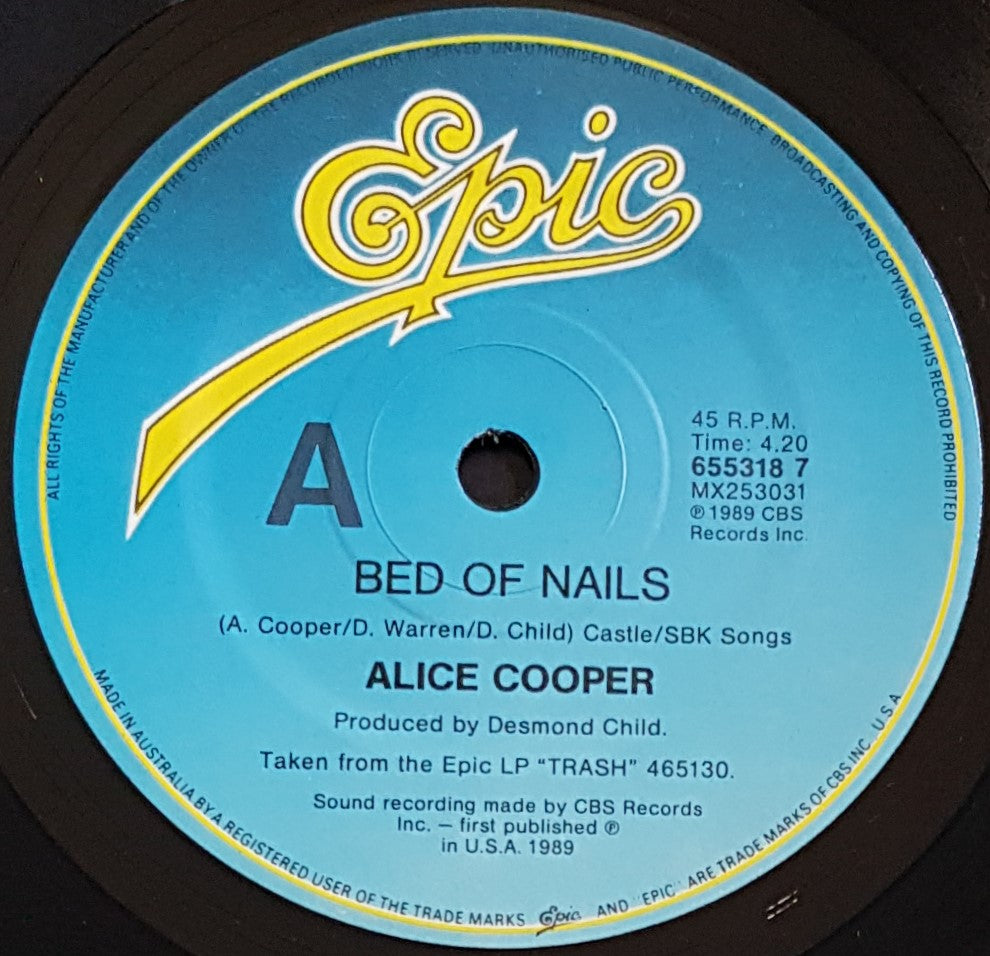 ALL RIGHTS OF THE MANUFACTURER AND OF THE OWNER OF THE RECORDED WORK RESERVED UNAUTHORISED PUBLIC PERFORMANCE BROADCASTING AND COPYING OF THIS RECORD PROHIBITED
Epic
A
45 R.P.M.
Time: 4.20
655318 7
MX253031
℗ 1989 CBS
Records Inc.
BED OF NAILS
(A. Cooper/D. Warren/D. Child) Castle/SBK Songs
ALICE COOPER
Produced by Desmond Child.
Taken from the Epic LP “TRASH” 465130.
Sound recording made by CBS Records
Inc. – first published ℗
in U.S.A. 1989
MADE IN AUSTRALIA BY A REGISTERED USER OF THE TRADE MARKS Epic AND "EPIC" ARE TRADE MARKS OF CBS INC. U.S.A